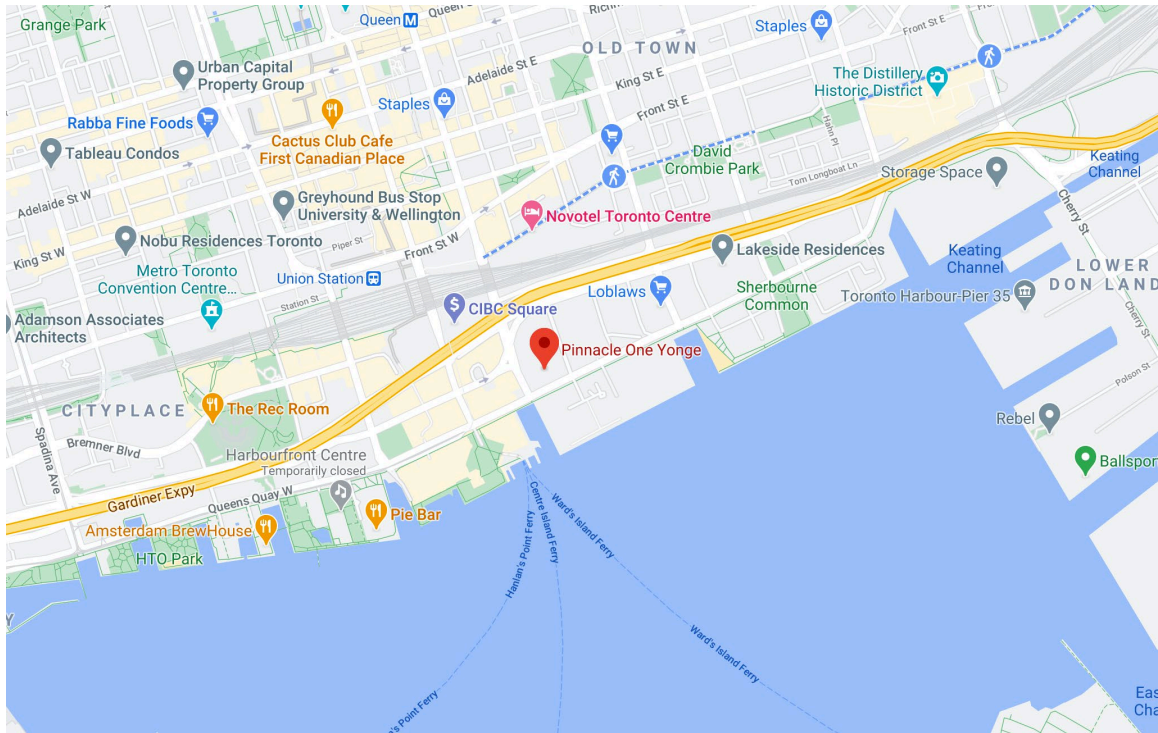 Grange Park
Queen
M
Queen S
Richm
Staples
Front St E
OLD TOWN
Urban Capital
Property Group
Adelaide St E
King St E
The Distillery
Historic District
Staples
Front St E
Rabba Fine Foods
Cactus Club Cafe
First Canadian Place
Hahn Pl
Tableau Condos
David
Crombie Park
Keating
Channel
Tom Longboat Ln
Storage Space
Adelaide St W
Greyhound Bus Stop
University & Wellington
Novotel Toronto Centre
Cherry St
Nobu Residences Toronto
Piper St
Front St W
Lakeside Residences
Keating
Channel
King St W
Metro Toronto
Convention Centre...
Union Station
Loblaws
Sherbourne
Common
LOWER
DON LAND
Toronto Harbour-Pier 35
Station St
CIBC Square
Adamson Associates
Architects
Cherry St
Pinnacle One Yonge
Polson St
CITYPLACE
The Rec Room
Rebel
Spadina Ave
Bremner Blvd
Harbourfront Centre
Temporarily closed
Ballsport
Gardiner Expy
Queens Quay W
Pie Bar
Amsterdam BrewHouse
HTO Park
Hanlan's Point Ferry
Centre Island Ferry
Ward's Island Ferry
Ward's Island Ferry
's Point Ferry
Y
Eas
Cha